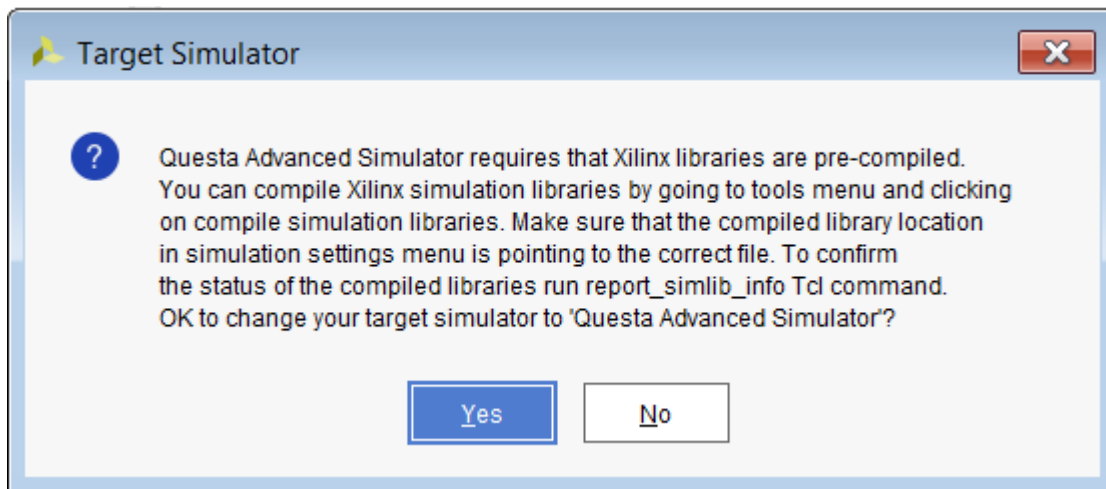 Target Simulator
Questa Advanced Simulator requires that Xilinx libraries are pre-compiled.
You can compile Xilinx simulation libraries by going to tools menu and clicking
on compile simulation libraries. Make sure that the compiled library location
in simulation settings menu is pointing to the correct file. To confirm
the status of the compiled libraries run report_simlib_info Tcl command.
OK to change your target simulator to 'Questa Advanced Simulator'?
Yes No